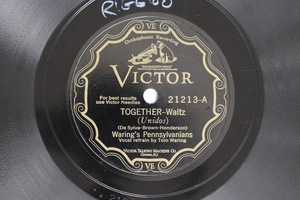 VE
Orthophonic Recording
VICTOR
For best results
use Victor Needles
21213-A
TOGETHER-Waltz
(Unidos)
(De Sylva-Brown-Henderson)
Waring's Pennsylvanians
Vocal refrain by Tom Waring
VICTOR TALKING MACHINE CO.
Camden, N.J.
VE